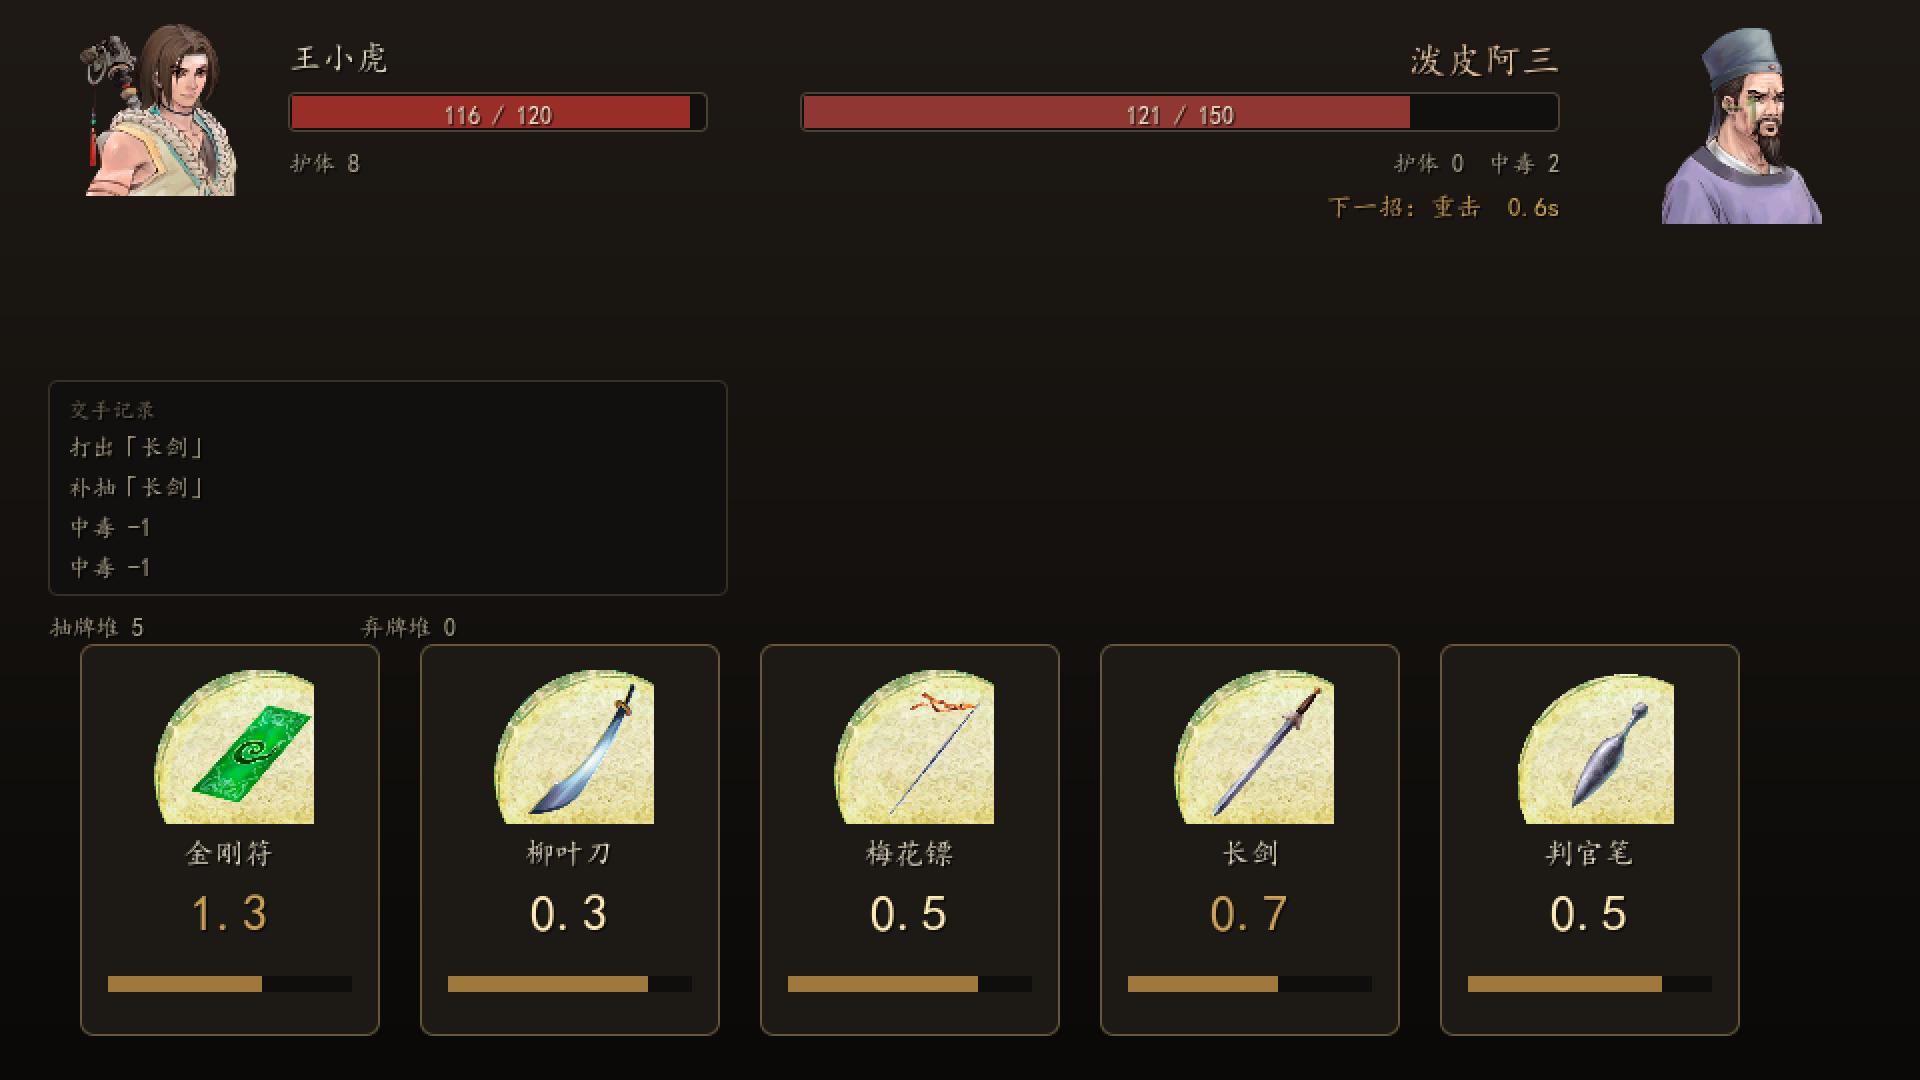 王小虎
116 / 120
护体 8
泼皮阿三
121 / 150
护体 0 中毒 2
下一招: 重击 0.6s
交手记录
打出「长剑」
补抽「长剑」
中毒 -1
中毒 -1
抽牌堆 5
弃牌堆 0
金刚符
1.3
柳叶刀
0.3
梅花镖
0.5
长剑
0.7
判官笔
0.5